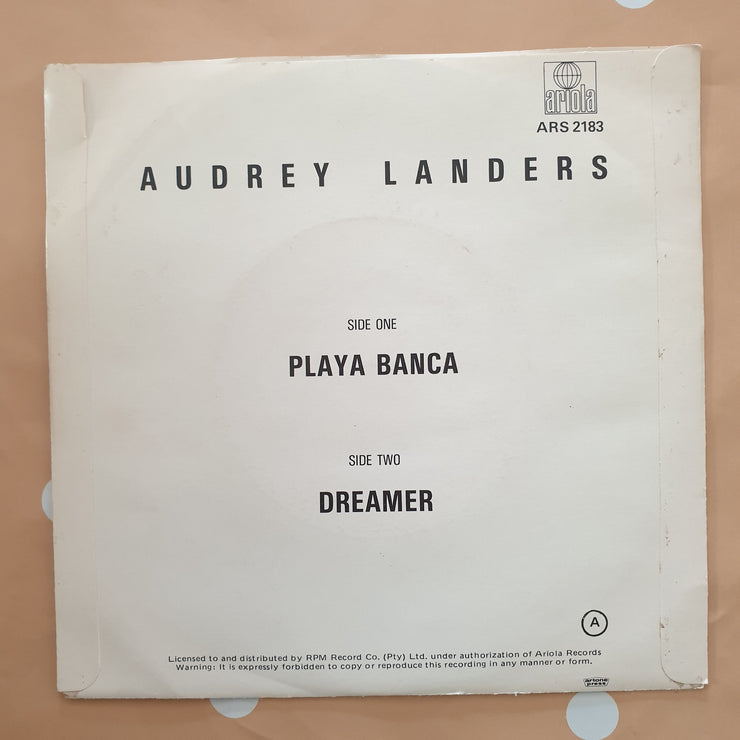 ariola
ARS 2183
AUDREY LANDERS
SIDE ONE
PLAYA BANCA
SIDE TWO
DREAMER
A
Licensed to and distributed by RPM Record Co. (Pty) Ltd. under authorization of Ariola Records
Warning: It is expressly forbidden to copy or reproduce this recording in any manner or form.
artone
press